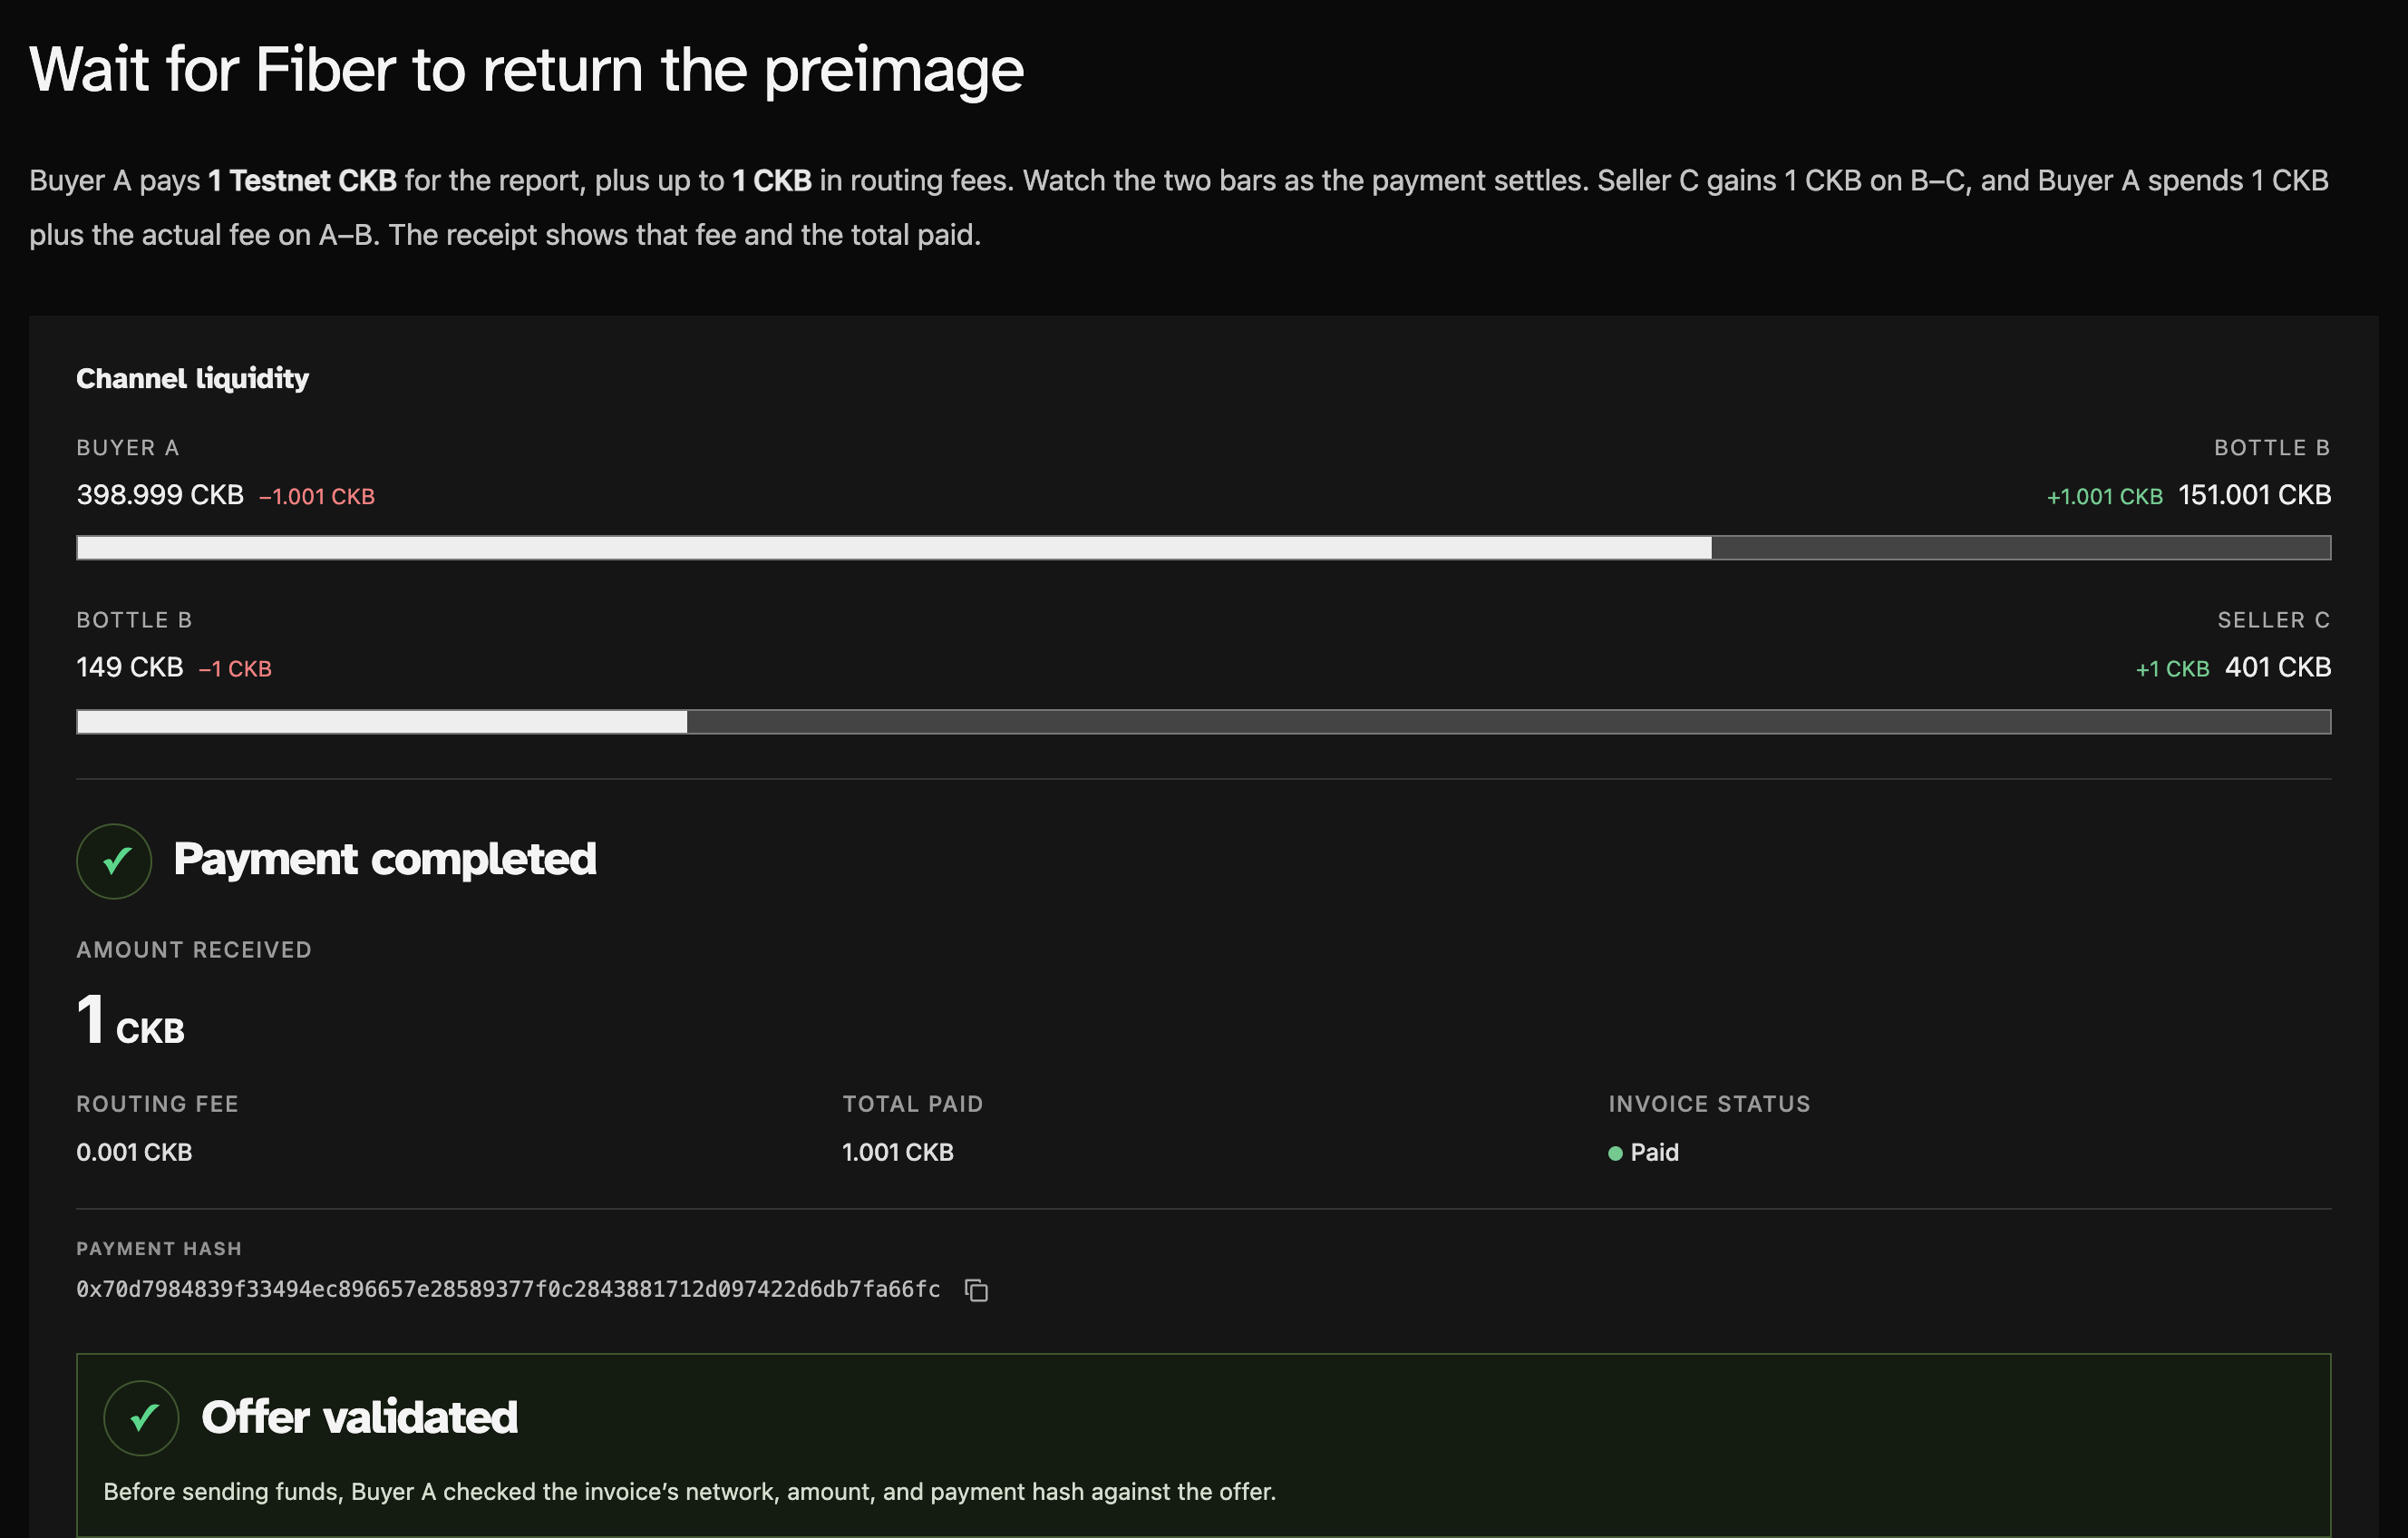 Wait for Fiber to return the preimage
Buyer A pays 1 Testnet CKB for the report, plus up to 1 CKB in routing fees. Watch the two bars as the payment settles. Seller C gains 1 CKB on B–C, and Buyer A spends 1 CKB
plus the actual fee on A–B. The receipt shows that fee and the total paid.
Channel liquidity
BUYER A BOTTLE B
398.999 CKB –1.001 CKB +1.001 CKB 151.001 CKB
BOTTLE B SELLER C
149 CKB –1 CKB +1 CKB 401 CKB
Payment completed
AMOUNT RECEIVED
1 CKB
ROUTING FEE TOTAL PAID INVOICE STATUS
0.001 CKB 1.001 CKB Paid
PAYMENT HASH
0x70d7984839f33494ec896657e28589377f0c2843881712d097422d6db7fa66fc
Offer validated
Before sending funds, Buyer A checked the invoice’s network, amount, and payment hash against the offer.